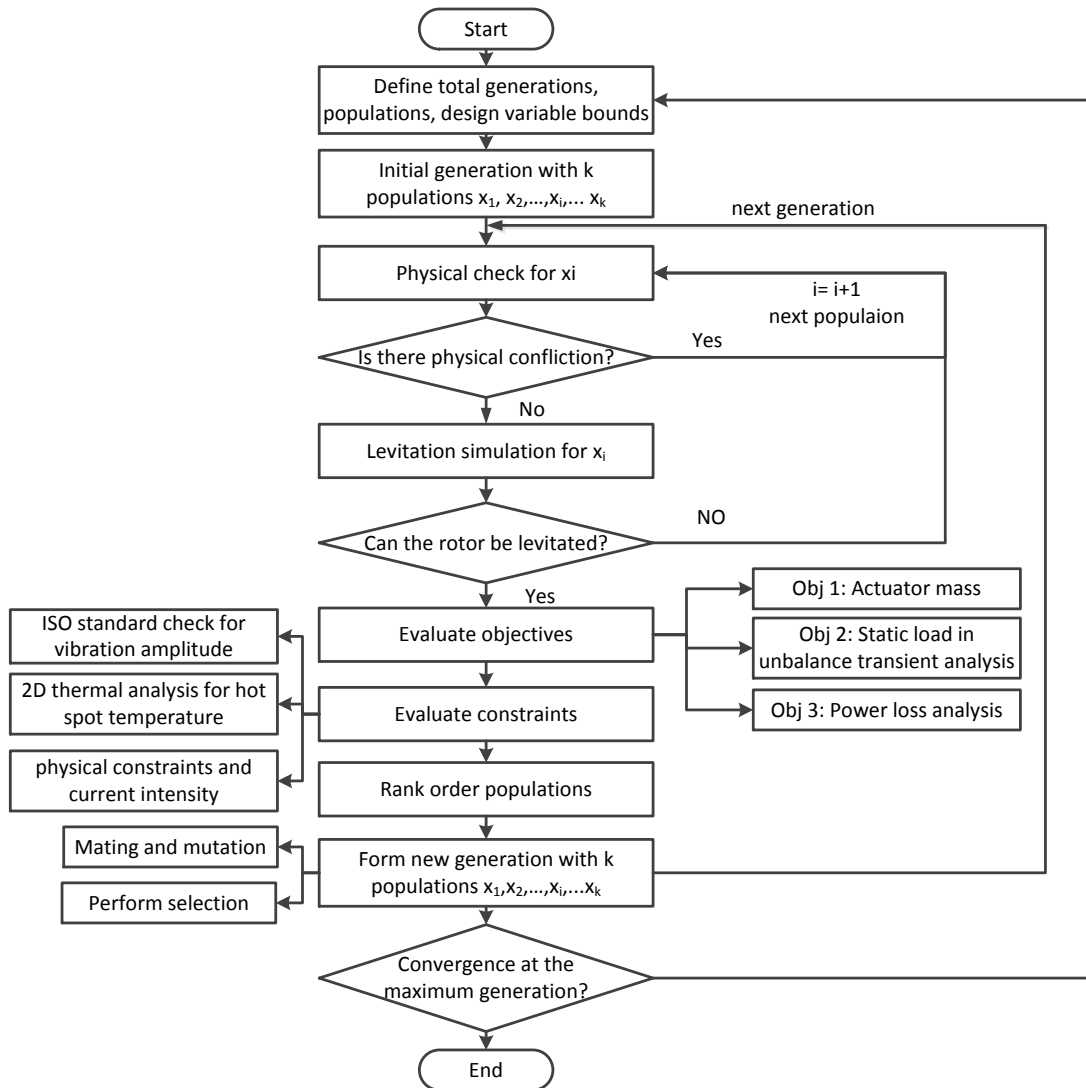 Start
Define total generations,
populations, design variable bounds
Initial generation with k
populations x₁, x₂,…,xᵢ,... xₖ
next generation
Physical check for xi
i= i+1
next populaion
Is there physical confliction?
Yes
No
Levitation simulation for xᵢ
NO
Can the rotor be levitated?
Yes
Obj 1: Actuator mass
ISO standard check for
vibration amplitude
Evaluate objectives
Obj 2: Static load in
unbalance transient analysis
2D thermal analysis for hot
spot temperature
Evaluate constraints
Obj 3: Power loss analysis
physical constraints and
current intensity
Rank order populations
Mating and mutation
Form new generation with k
populations x₁,x₂,…,xᵢ,...xₖ
Perform selection
Convergence at the
maximum generation?
End